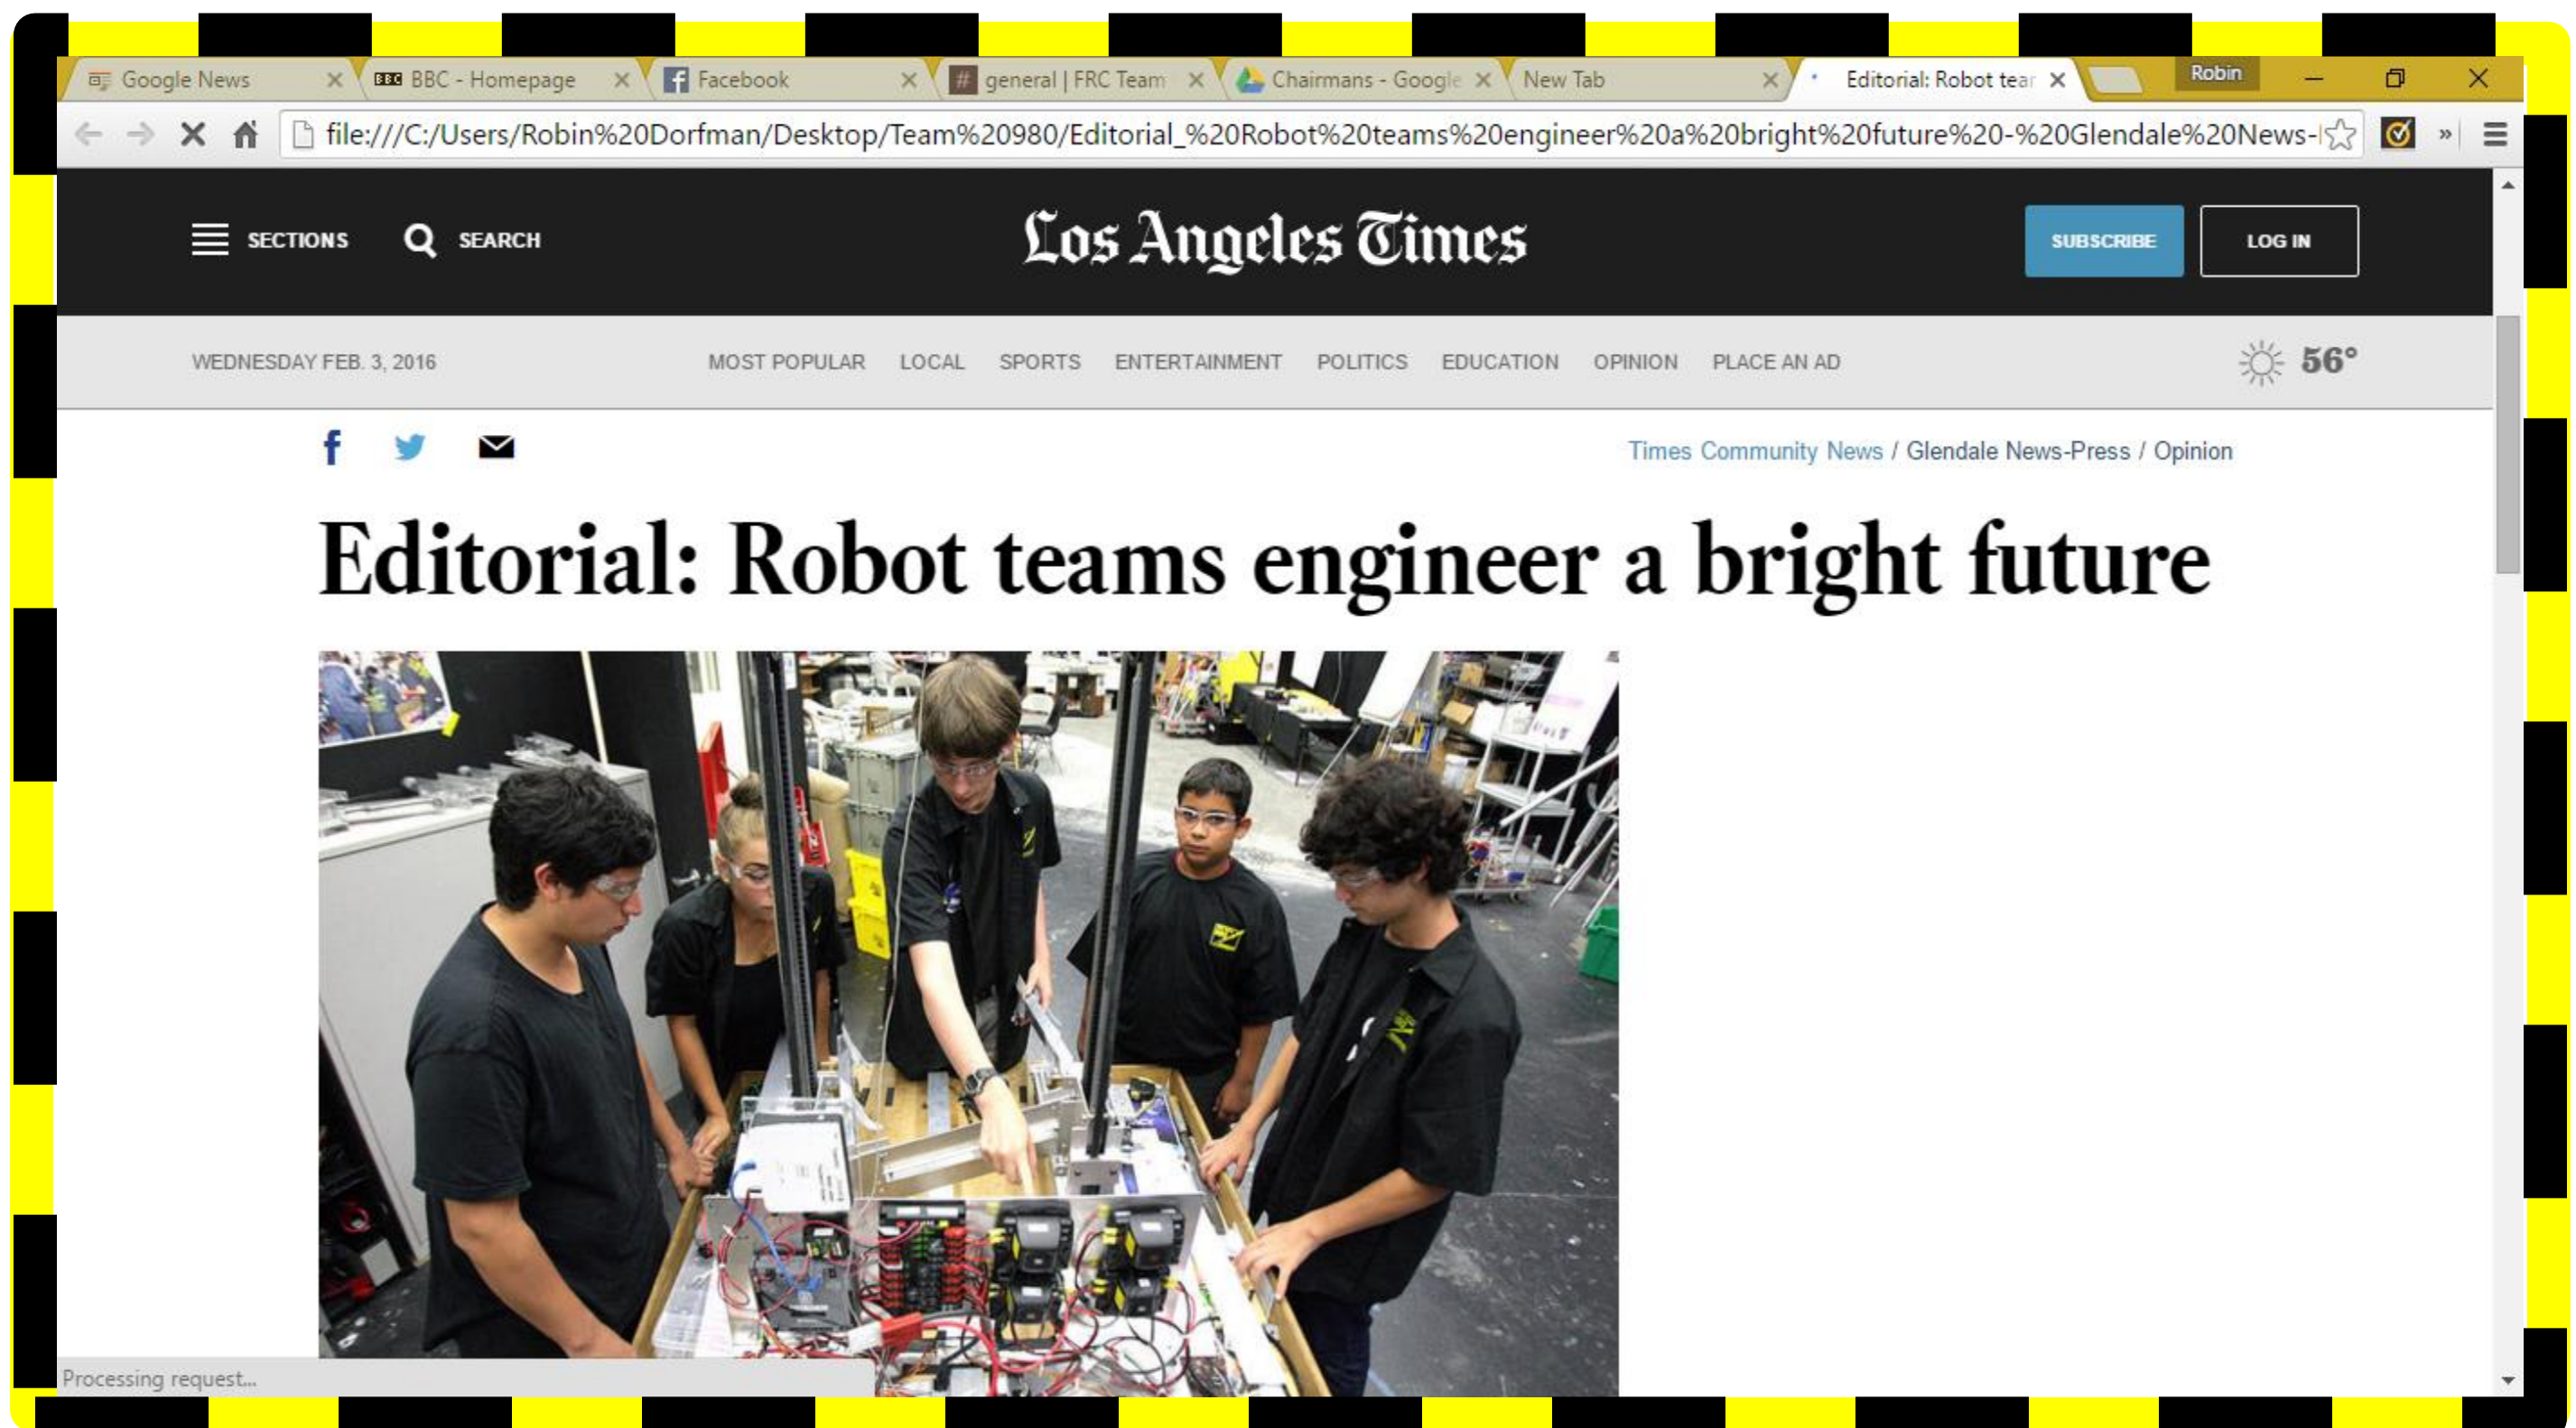 Google News
BBC BBC - Homepage
Facebook
general | FRC Team
Chairmans - Google
New Tab
Editorial: Robot tear
Robin
file:///C:/Users/Robin%20Dorfman/Desktop/Team%20980/Editorial_%20Robot%20teams%20engineer%20a%20bright%20future%20-%20Glendale%20News-
SECTIONS
SEARCH
Los Angeles Times
SUBSCRIBE
LOG IN
WEDNESDAY FEB. 3, 2016
MOST POPULAR
LOCAL
SPORTS
ENTERTAINMENT
POLITICS
EDUCATION
OPINION
PLACE AN AD
56°
Times Community News / Glendale News-Press / Opinion
Editorial: Robot teams engineer a bright future
Processing request...